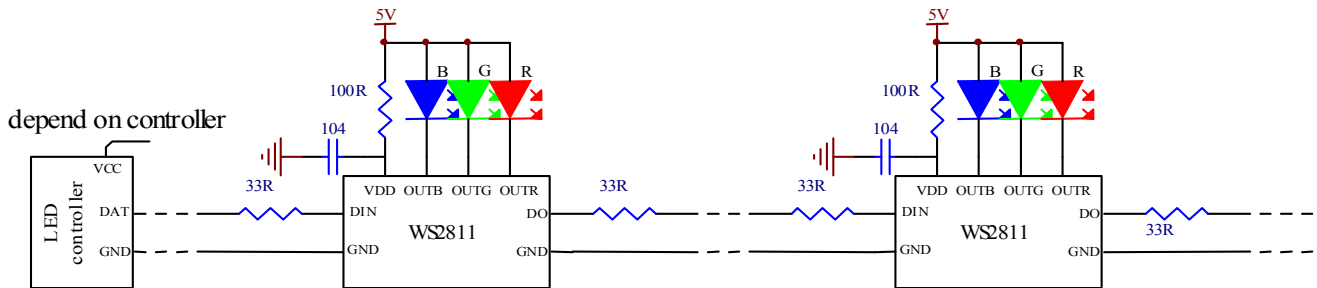 5V
5V
B
G
R
B
G
R
100R
100R
depend on controller
104
104
VCC
33R
VDD
OUTB
OUTG
OUTR
33R
33R
VDD
OUTB
OUTG
OUTR
DAT
DIN
DO
DIN
DO
LED
controller
WS2811
WS2811
33R
GND
GND
GND
GND
GND